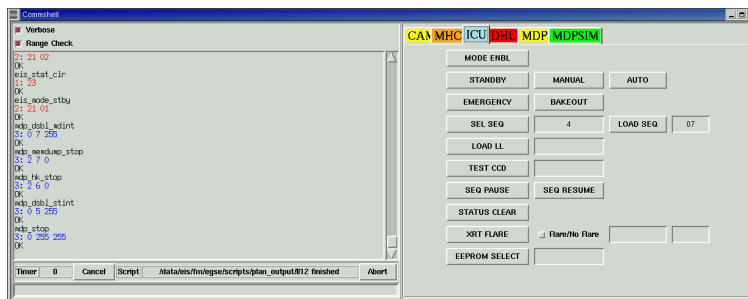 Commshell
Verbose
Range Check
2: 21 02
OK
eis_stat_clr
1: 23
OK
eis_mode_stby
2: 21 01
OK
mdp_dsbl_mdint
3: 0 7 255
OK
mdp_memdump_stop
3: 2 7 0
OK
mdp_hk_stop
3: 2 6 0
OK
mdp_dsbl_stint
3: 0 5 255
OK
mdp_stop
3: 0 255 255
OK
Timer 0 Cancel Script /data/eis/fm/egse/scripts/plan_output/ll12 finished Abort
CAM MHC ICU DHU MDP MDPSIM
MODE ENBL
STANDBY MANUAL AUTO
EMERGENCY BAKEOUT
SEL SEQ 4 LOAD SEQ 07
LOAD LL
TEST CCD
SEQ PAUSE SEQ RESUME
STATUS CLEAR
XRT FLARE Flare/No Flare
EEPROM SELECT